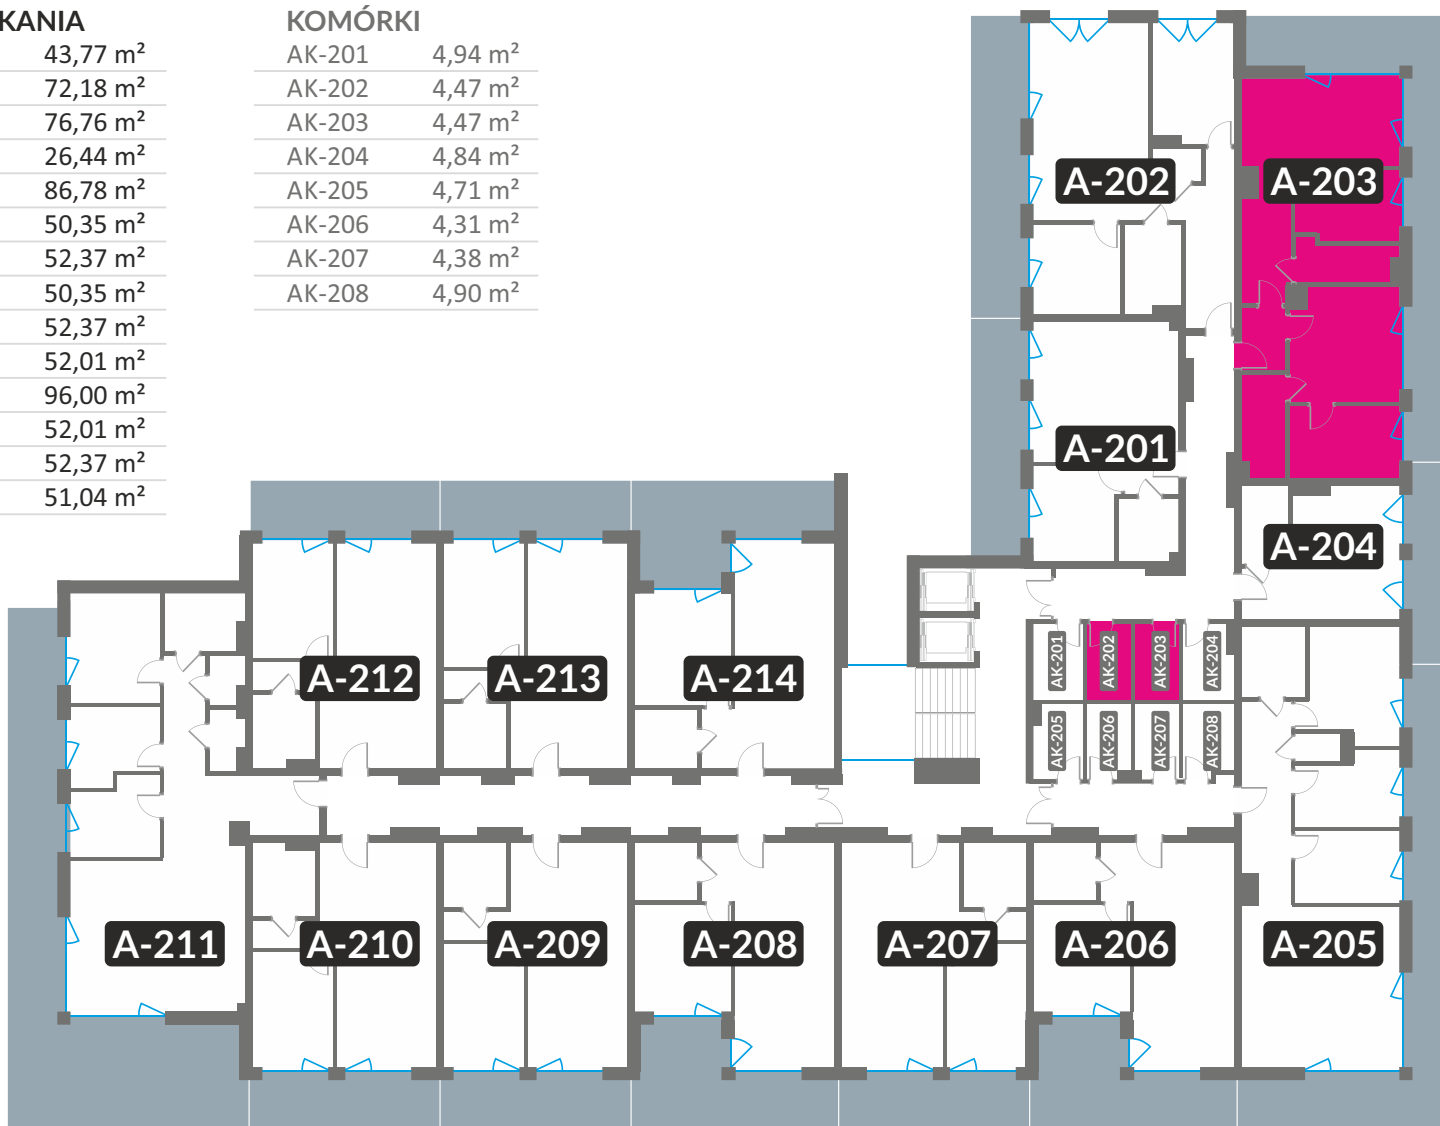 KANIA
43,77 m²
72,18 m²
76,76 m²
26,44 m²
86,78 m²
50,35 m²
52,37 m²
50,35 m²
52,37 m²
52,01 m²
96,00 m²
52,01 m²
52,37 m²
51,04 m²
KOMÓRKI
AK-201 4,94 m²
AK-202 4,47 m²
AK-203 4,47 m²
AK-204 4,84 m²
AK-205 4,71 m²
AK-206 4,31 m²
AK-207 4,38 m²
AK-208 4,90 m²
A-202
A-203
A-201
A-204
AK-201
AK-202
AK-203
AK-204
A-212
A-213
A-214
AK-205
AK-206
AK-207
AK-208
A-211
A-210
A-209
A-208
A-207
A-206
A-205